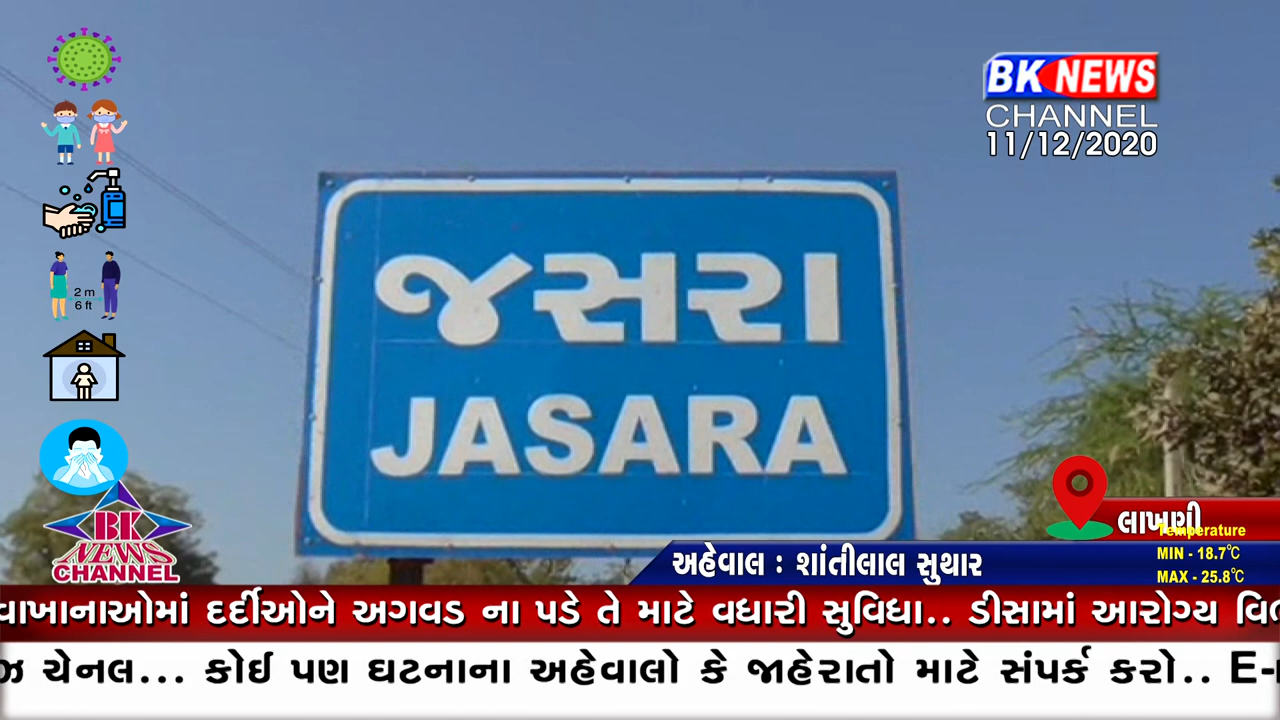 BK NEWS
CHANNEL
11/12/2020
જસરા
JASARA
2 m
6 ft
BK
NEWS
CHANNEL
લાખણી
Temperature
MIN - 18.7℃
MAX - 25.8℃
અહેવાલ : શાંતીલાલ સુથાર
દર્દીઓને અગવડ ના પડે તે માટે વધારી સુવિધા.. ડીસામાં આરોગ્ય
ચેનલ... કોઈ પણ ઘટનાના અહેવાલો કે જાહેરાતો માટે સંપર્ક કરો..